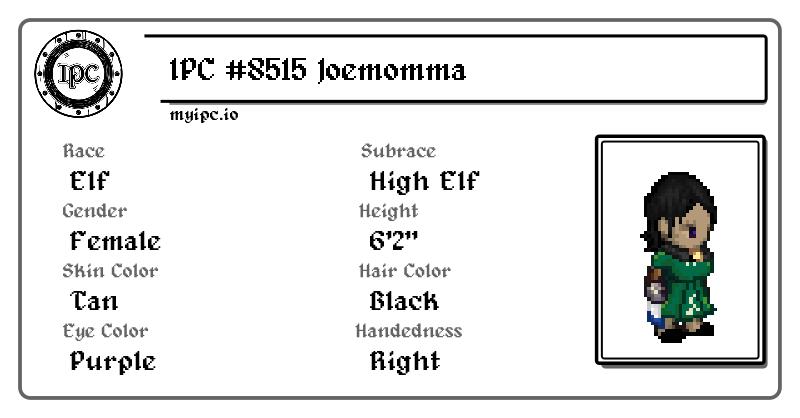 IPC
IPC #8515 Joemomma
myipc.io
Race
Elf
Subrace
High Elf
Gender
Female
Height
6'2"
Skin Color
Tan
Hair Color
Black
Eye Color
Purple
Handedness
Right